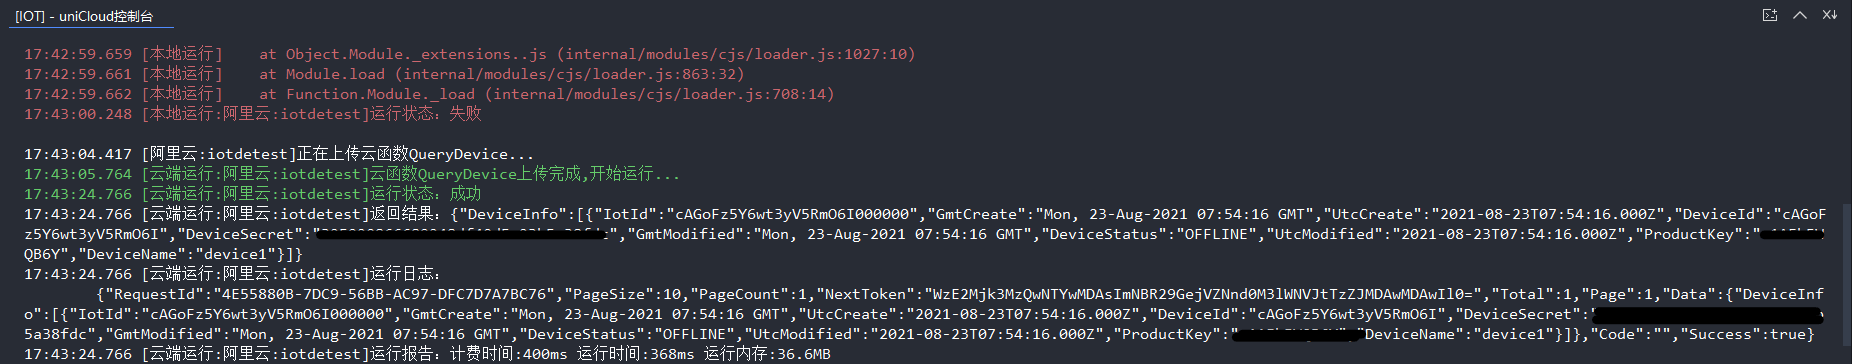 [IOT] - uniCloud控制台
17:42:59.659 [本地运行]    at Object.Module._extensions..js (internal/modules/cjs/loader.js:1027:10)
17:42:59.661 [本地运行]    at Module.load (internal/modules/cjs/loader.js:863:32)
17:42:59.662 [本地运行]    at Function.Module._load (internal/modules/cjs/loader.js:708:14)
17:43:00.248 [本地运行:阿里云:iotdetest]运行状态：失败
17:43:04.417 [阿里云:iotdetest]正在上传云函数QueryDevice...
17:43:05.764 [云端运行:阿里云:iotdetest]云函数QueryDevice上传完成,开始运行...
17:43:24.766 [云端运行:阿里云:iotdetest]运行状态：成功
17:43:24.766 [云端运行:阿里云:iotdetest]返回结果：{"DeviceInfo":[{"IotId":"cAGoFz5Y6wt3yV5RmO6I000000","GmtCreate":"Mon, 23-Aug-2021 07:54:16 GMT","UtcCreate":"2021-08-23T07:54:16.000Z","DeviceId":"cAGoF
z5Y6wt3yV5RmO6I","DeviceSecret":" ","GmtModified":"Mon, 23-Aug-2021 07:54:16 GMT","DeviceStatus":"OFFLINE","UtcModified":"2021-08-23T07:54:16.000Z","ProductKey":"
QB6Y","DeviceName":"device1"}]}
17:43:24.766 [云端运行:阿里云:iotdetest]运行日志：
{"RequestId":"4E55880B-7DC9-56BB-AC97-DFC7D7A7BC76","PageSize":10,"PageCount":1,"NextToken":"WzE2Mjk3MzQwNTYwMDAsImNBR29GejVZNnd0M3lWNVJtTzZJMDAwMDAwIl0=","Total":1,"Page":1,"Data":{"DeviceInf
o":[{"IotId":"cAGoFz5Y6wt3yV5RmO6I000000","GmtCreate":"Mon, 23-Aug-2021 07:54:16 GMT","UtcCreate":"2021-08-23T07:54:16.000Z","DeviceId":"cAGoFz5Y6wt3yV5RmO6I","DeviceSecret":"
5a38fdc","GmtModified":"Mon, 23-Aug-2021 07:54:16 GMT","DeviceStatus":"OFFLINE","UtcModified":"2021-08-23T07:54:16.000Z","ProductKey":" DeviceName":"device1"}]},"Code":"","Success":true}
17:43:24.766 [云端运行:阿里云:iotdetest]运行报告：计费时间:400ms 运行时间:368ms 运行内存:36.6MB